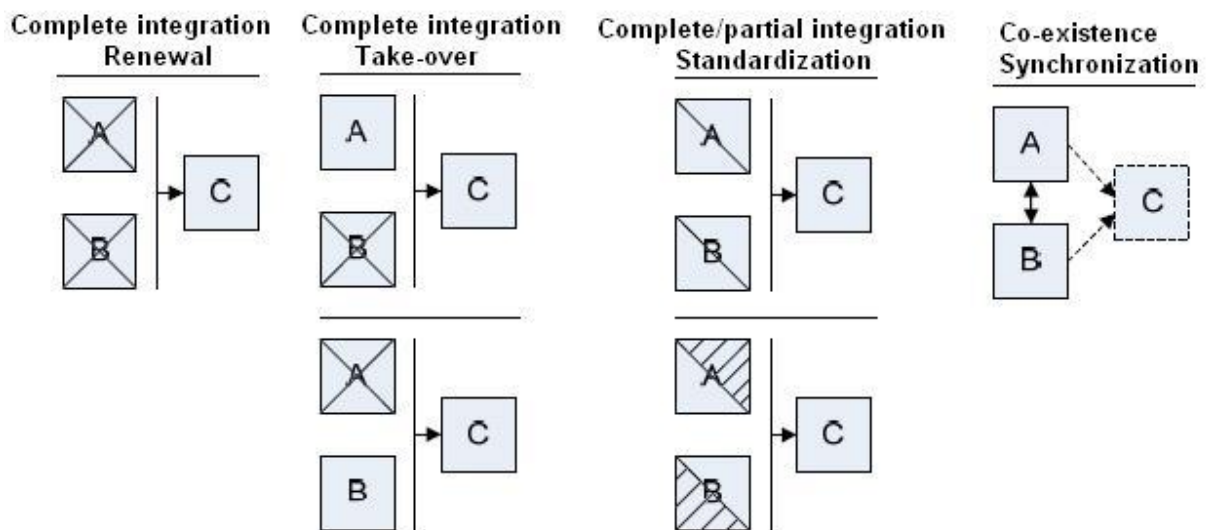 Complete integration
Renewal
A
B
C
Complete integration
Take-over
A
B
C
A
B
C
Complete/partial integration
Standardization
A
B
C
A
B
C
Co-existence
Synchronization
A
B
C